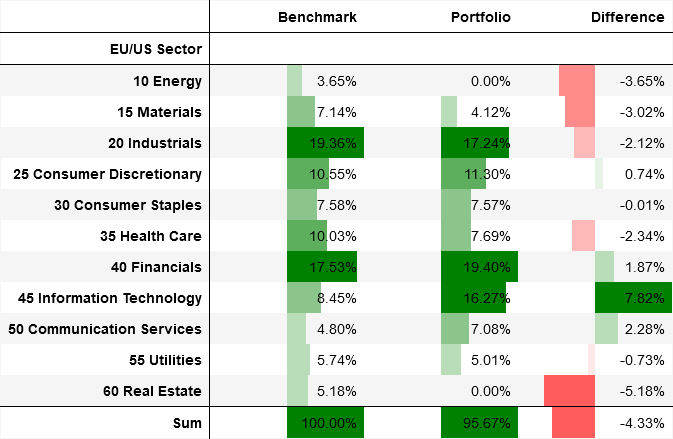 Benchmark Portfolio Difference
EU/US Sector
10 Energy 3.65% 0.00% -3.65%
15 Materials 7.14% 4.12% -3.02%
20 Industrials 19.36% 17.24% -2.12%
25 Consumer Discretionary 10.55% 11.30% 0.74%
30 Consumer Staples 7.58% 7.57% -0.01%
35 Health Care 10.03% 7.69% -2.34%
40 Financials 17.53% 19.40% 1.87%
45 Information Technology 8.45% 16.27% 7.82%
50 Communication Services 4.80% 7.08% 2.28%
55 Utilities 5.74% 5.01% -0.73%
60 Real Estate 5.18% 0.00% -5.18%
Sum 100.00% 95.67% -4.33%